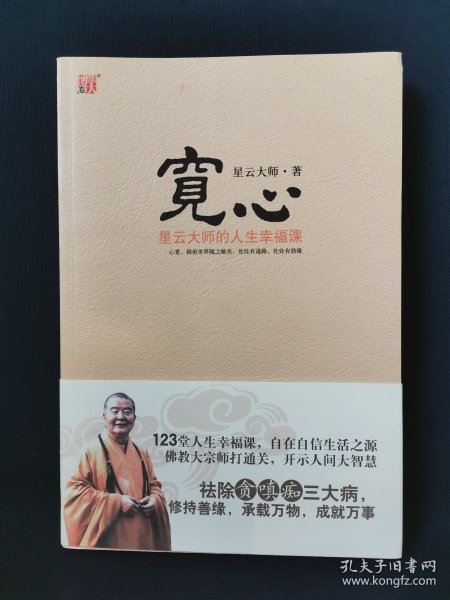 星云大师·著
寛心
星云大师的人生幸福课
心宽，眼前世界随之敞亮，处处有通路，处处有助缘
123堂人生幸福课，自在自信生活之源
佛教大宗师打通关，开示人间大智慧
祛除贪嗔痴三大病，
修持善缘，承载万物，成就万事
孔夫子旧书网
www.kongfz.com